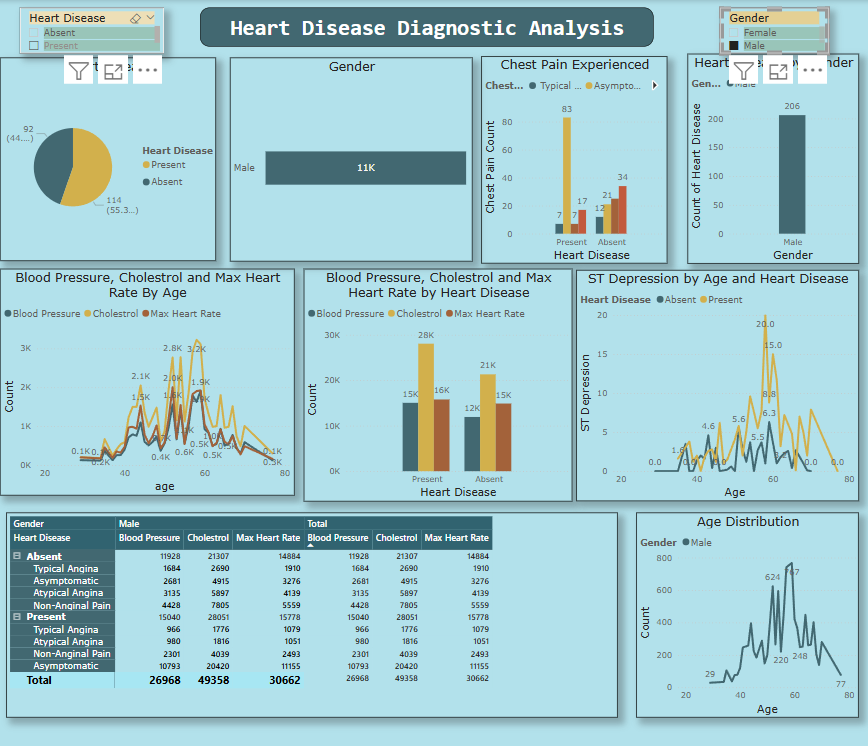 Heart Disease
Absent
Present
Heart Disease Diagnostic Analysis
Gender
Female
Male
92
(44....)
114
(55.3...)
Heart Disease
Present
Absent
Gender
Male
11K
Chest Pain Experienced
Chest... Typical ... Asympto...
Chest Pain Count
80
60
40
20
0
83
7
7
17
12
21
34
Present Absent
Heart Disease
Gen... Male
Count of Heart Disease
200
150
100
50
0
206
Male
Gender
Blood Pressure, Cholestrol and Max Heart
Rate By Age
Blood Pressure Cholestrol Max Heart Rate
Count
3K
2K
1K
0K
2.8K 3.2K
2.1K 2.0K 1.9K
1.5K
0.1K
0.2K
0.4K 0.6K 0.5K
0.5K
0.1K
0.3K
20 40 60 80
age
Blood Pressure, Cholestrol and Max
Heart Rate by Heart Disease
Blood Pressure Cholestrol Max Heart Rate
Count
30K
20K
10K
0K
15K 28K 16K
12K 21K 15K
Present Absent
Heart Disease
ST Depression by Age and Heart Disease
Heart Disease Absent Present
ST Depression
20
15
10
5
0
20.0
15.0
8.8
6.3
5.6
5.5
4.6
0.0
0.0 0.0
20 40 60 80
Age
Gender Male Total
Heart Disease Blood Pressure Cholestrol Max Heart Rate Blood Pressure Cholestrol Max Heart Rate
Absent 11928 21307 14884 11928 21307 14884
Typical Angina 1684 2690 1910 1684 2690 1910
Asymptomatic 2681 4915 3276 2681 4915 3276
Atypical Angina 3135 5897 4139 3135 5897 4139
Non-Anginal Pain 4428 7805 5559 4428 7805 5559
Present 15040 28051 15778 15040 28051 15778
Typical Angina 966 1776 1079 966 1776 1079
Atypical Angina 980 1816 1051 980 1816 1051
Non-Anginal Pain 2301 4039 2493 2301 4039 2493
Asymptomatic 10793 20420 11155 10793 20420 11155
Total 26968 49358 30662 26968 49358 30662
Age Distribution
Gender Male
Count
800
600
400
200
0
29
624
767
220
248
77
20 40 60 80
Age